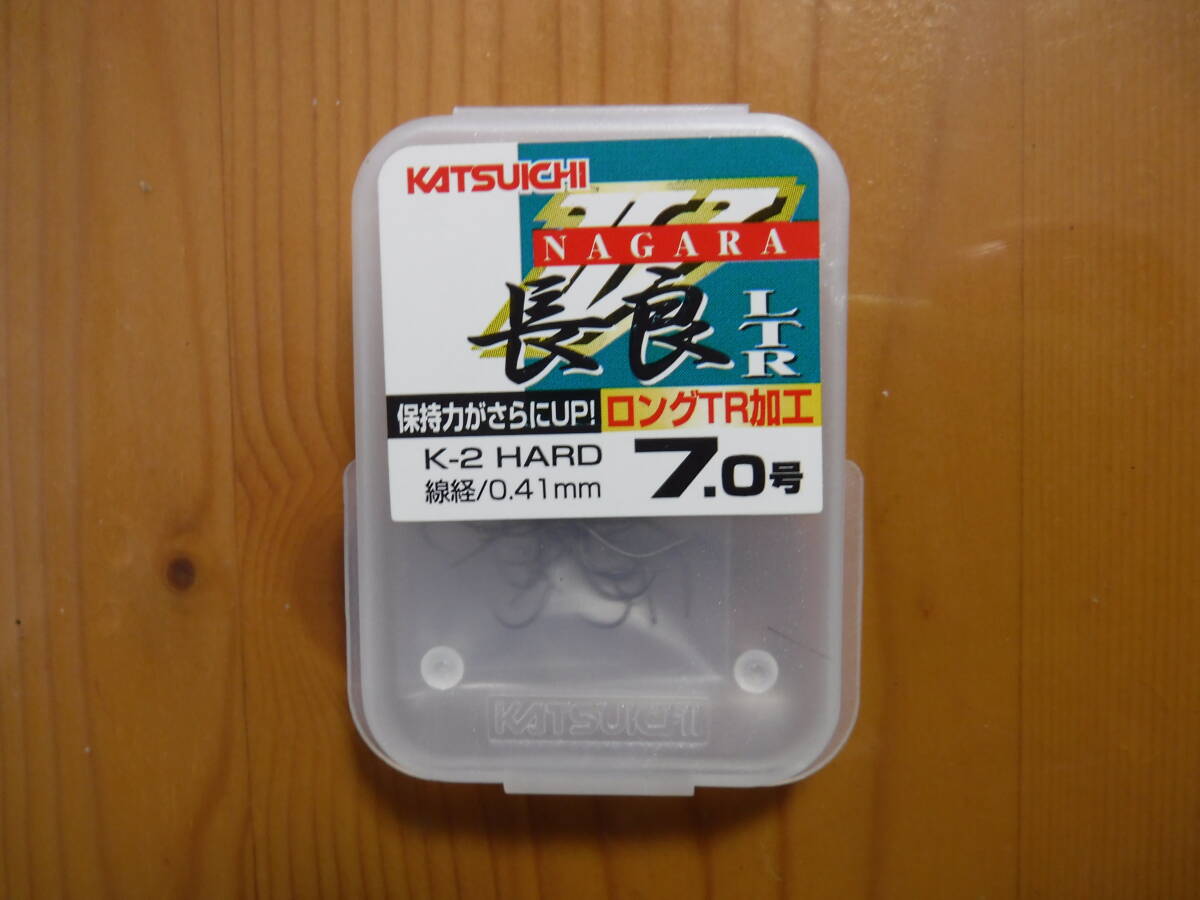 KATSUICHI
NAGARA
長良
LTR
保持力がさらにUP!
ロングTR加工
K-2 HARD
線経/0.41mm
7.0号
KATSUICHI